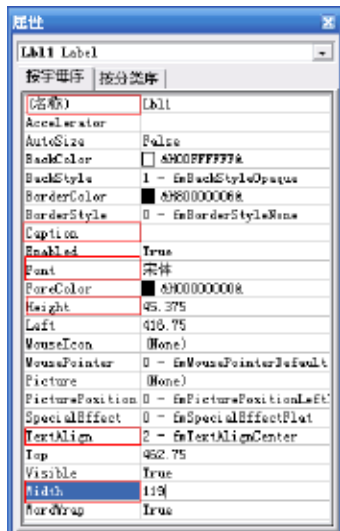 属性
Lbl1 Label
按字母序 按分类序
(名称) Lbl1
Accelerator
AutoSize False
BackColor &H00FFFFFF&
BackStyle 1 - fmBackStyleOpaque
BorderColor &H80000006&
BorderStyle 0 - fmBorderStyleNone
Caption
Enabled True
Font 宋体
ForeColor &H00000000&
Height 45.375
Left 416.75
MouseIcon (None)
MousePointer 0 - fmMousePointerDefault
Picture (None)
PicturePosition 0 - fmPicturePositionLeft
SpecialEffect 0 - fmSpecialEffectFlat
TextAlign 2 - fmTextAlignCenter
Top 462.75
Visible True
Width 119
WordWrap True